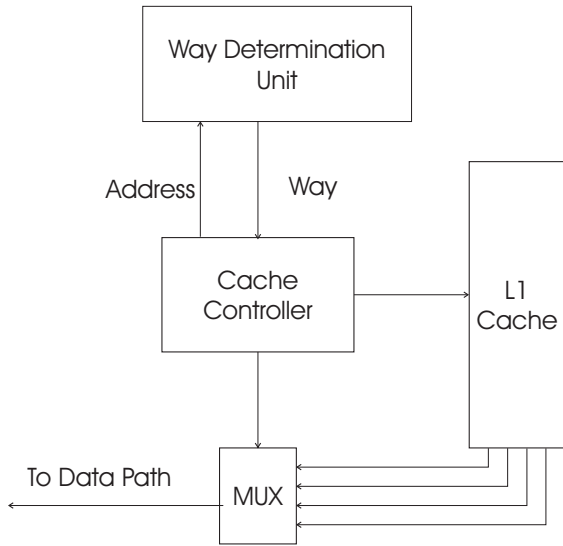 Way Determination
Unit
Address
Way
Cache
Controller
L1
Cache
To Data Path
MUX